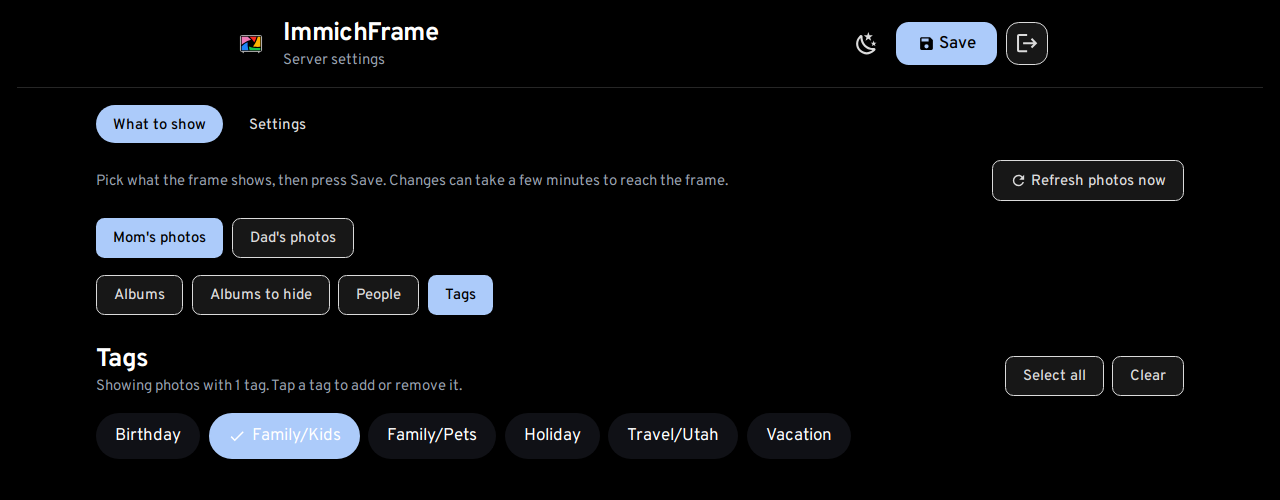 ImmichFrame
Server settings
Save
What to show
Settings
Pick what the frame shows, then press Save. Changes can take a few minutes to reach the frame.
Refresh photos now
Mom's photos
Dad's photos
Albums
Albums to hide
People
Tags
Tags
Showing photos with 1 tag. Tap a tag to add or remove it.
Select all
Clear
Birthday
Family/Kids
Family/Pets
Holiday
Travel/Utah
Vacation